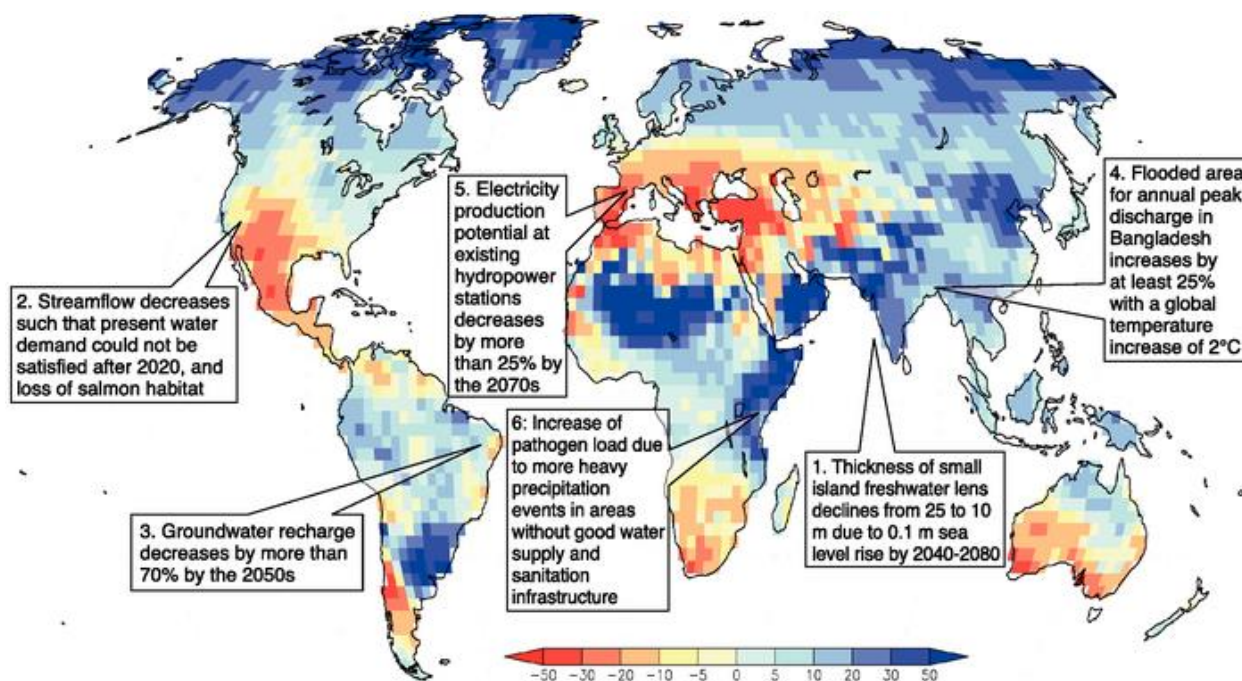 5. Electricity
production
potential at
existing
hydropower
stations
decreases
by more
than 25% by
the 2070s
4. Flooded area
for annual peak
discharge in
Bangladesh
increases by
at least 25%
with a global
temperature
increase of 2°C
2. Streamflow decreases
such that present water
demand could not be
satisfied after 2020, and
loss of salmon habitat
6: Increase of
pathogen load due
to more heavy
precipitation
events in areas
without good water
supply and
sanitation
infrastructure
1. Thickness of small
island freshwater lens
declines from 25 to 10
m due to 0.1 m sea
level rise by 2040-2080
3. Groundwater recharge
decreases by more than
70% by the 2050s
-50 -30 -20 -10 -5 0 5 10 20 30 50